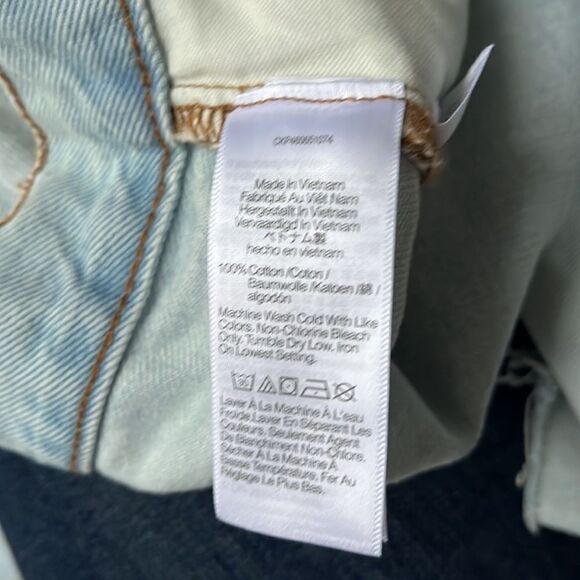 Made In Vietnam
Fabriqué Au Viêt Nam
Hergestellt In Vietnam
Vervaardigd In Vietnam
ベトナム製
hecho en vietnam
100% Cotton /Coton /
Baumwolle /Katoen /綿 /
algodón
Machine Wash Cold With Like
Colors. Non-Chlorine Bleach
Only. Tumble Dry Low. Iron
On Lowest Setting.
Laver À La Machine À L'eau
Froide.Laver En Séparant Les
Couleurs. Seulement Agent
De Blanchiment Non-Chlore.
Sécher À La Machine À
Basse Température. Fer Au
Réglage Le Plus Bas.